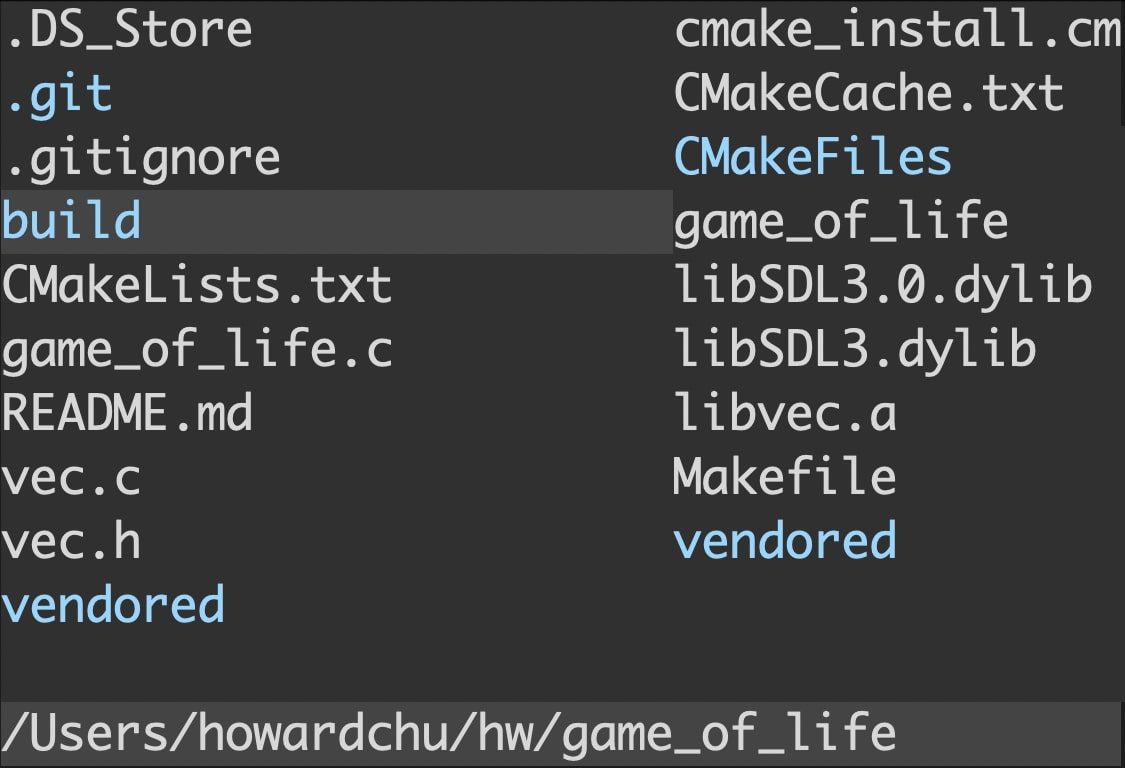 .DS_Store
.git
.gitignore
build
CMakeLists.txt
game_of_life.c
README.md
vec.c
vec.h
vendored
cmake_install.cm
CMakeCache.txt
CMakeFiles
game_of_life
libSDL3.0.dylib
libSDL3.dylib
libvec.a
Makefile
vendored
/Users/howardchu/hw/game_of_life